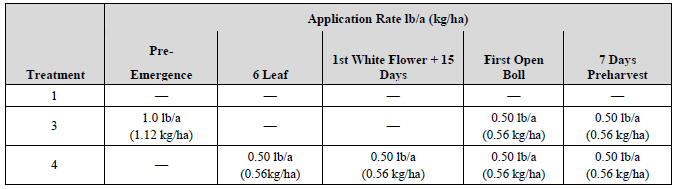 Application Rate lb/a (kg/ha)
Treatment
Pre-
Emergence
6 Leaf
1st White Flower + 15
Days
First Open
Boll
7 Days
Preharvest
1 — — — — —
3
1.0 lb/a
(1.12 kg/ha)
—
—
0.50 lb/a
(0.56 kg/ha)
0.50 lb/a
(0.56 kg/ha)
4
—
0.50 lb/a
(0.56kg/ha)
0.50 lb/a
(0.56 kg/ha)
0.50 lb/a
(0.56 kg/ha)
0.50 lb/a
(0.56 kg/ha)